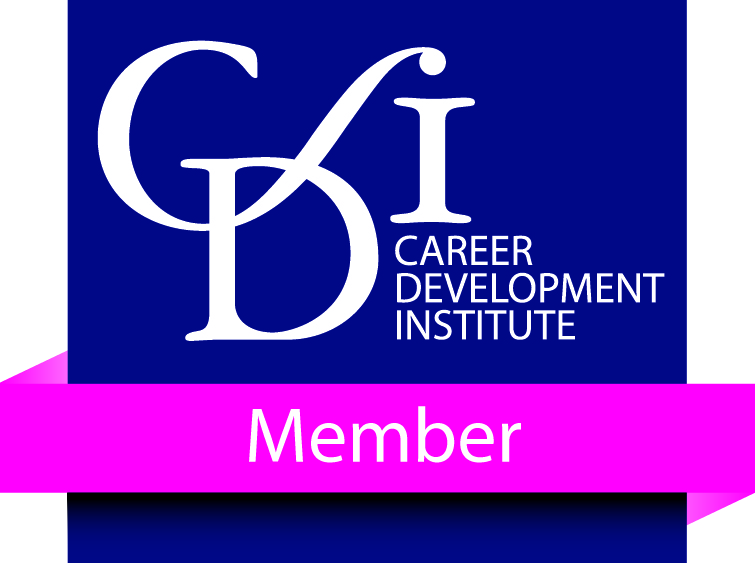 CDI
CAREER
DEVELOPMENT
INSTITUTE
Member